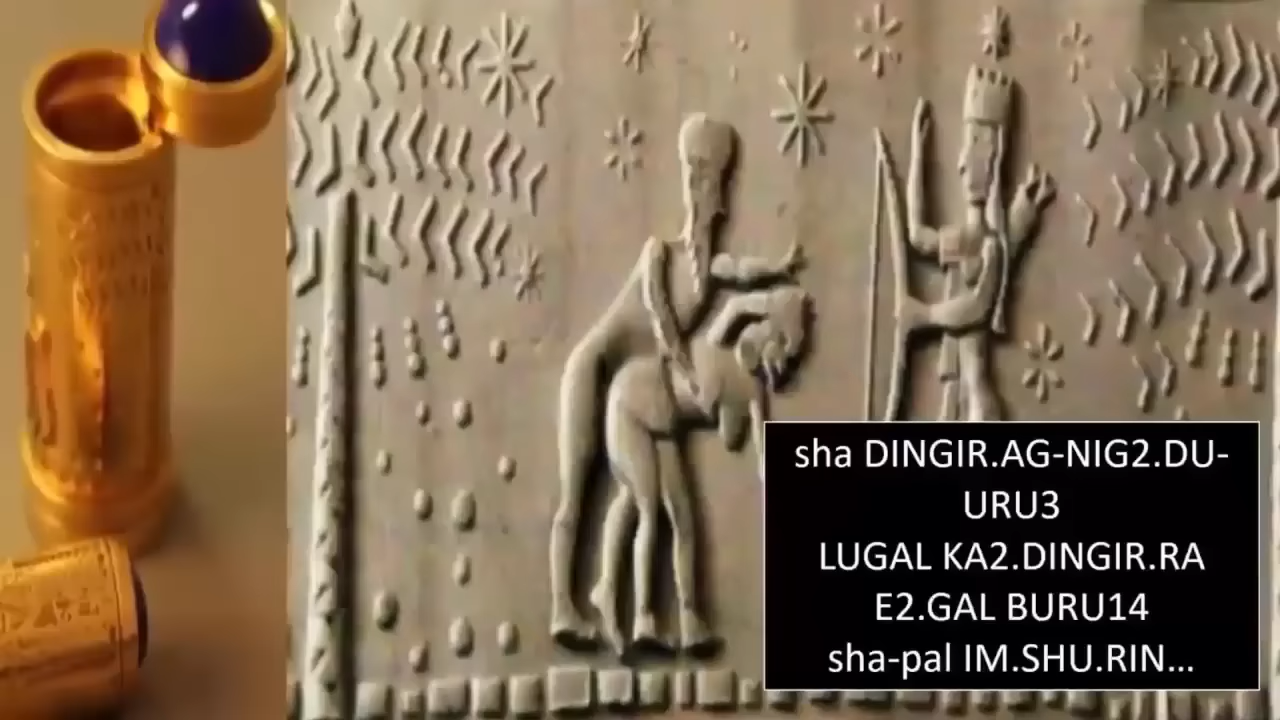 sha DINGIR.AG-NIG2.DU-
URU3
LUGAL KA2.DINGIR.RA
E2.GAL BURU14
sha-pal IM.SHU.RIN...